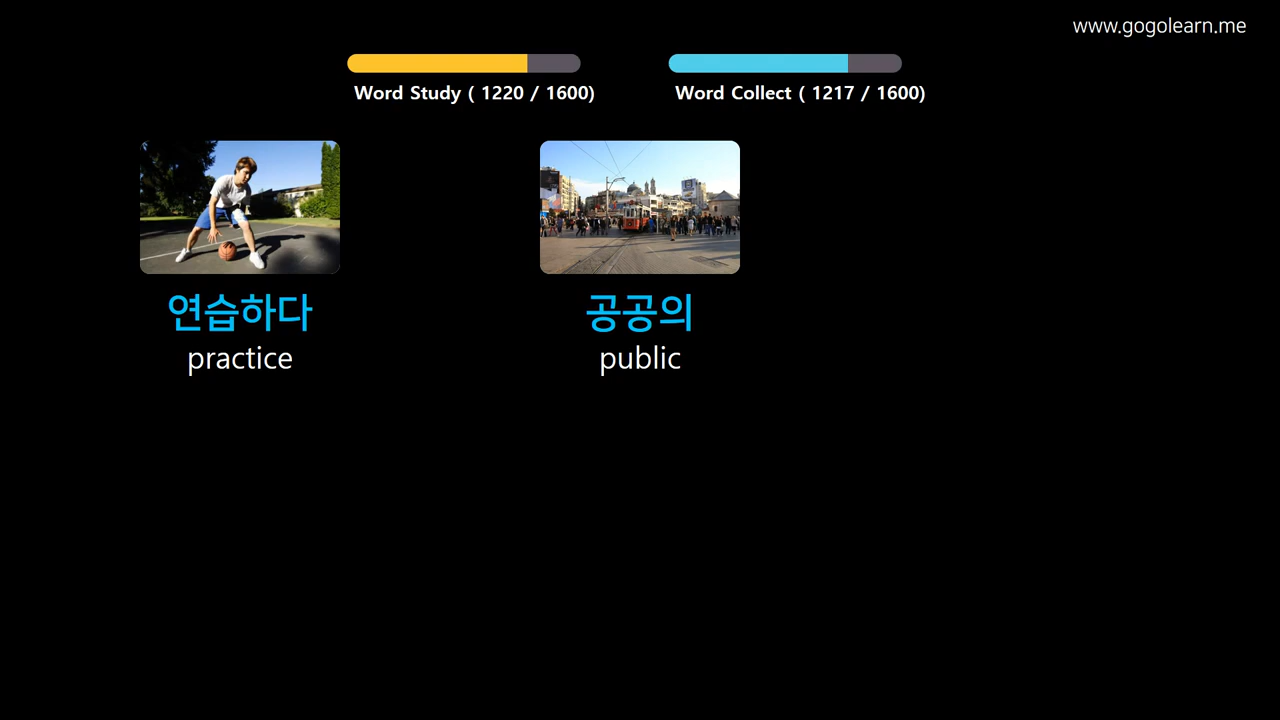 www.gogolearn.me
Word Study ( 1220 / 1600)
Word Collect ( 1217 / 1600)
연습하다
practice
공공의
public